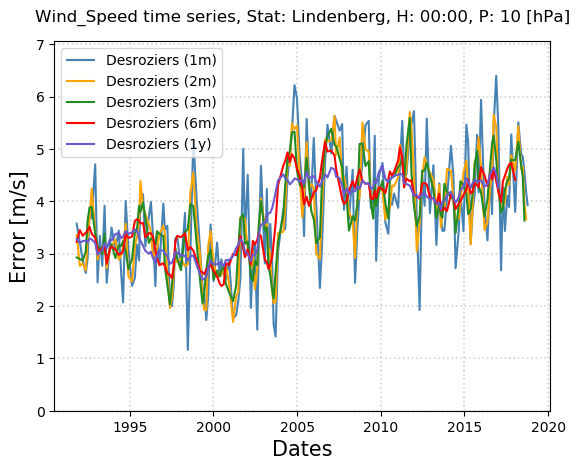 Wind_Speed time series, Stat: Lindenberg, H: 00:00, P: 10 [hPa]
Desroziers (1m)
Desroziers (2m)
Desroziers (3m)
Desroziers (6m)
Desroziers (1y)
Error [m/s]
7
6
5
4
3
2
1
0
1995 2000 2005 2010 2015 2020
Dates